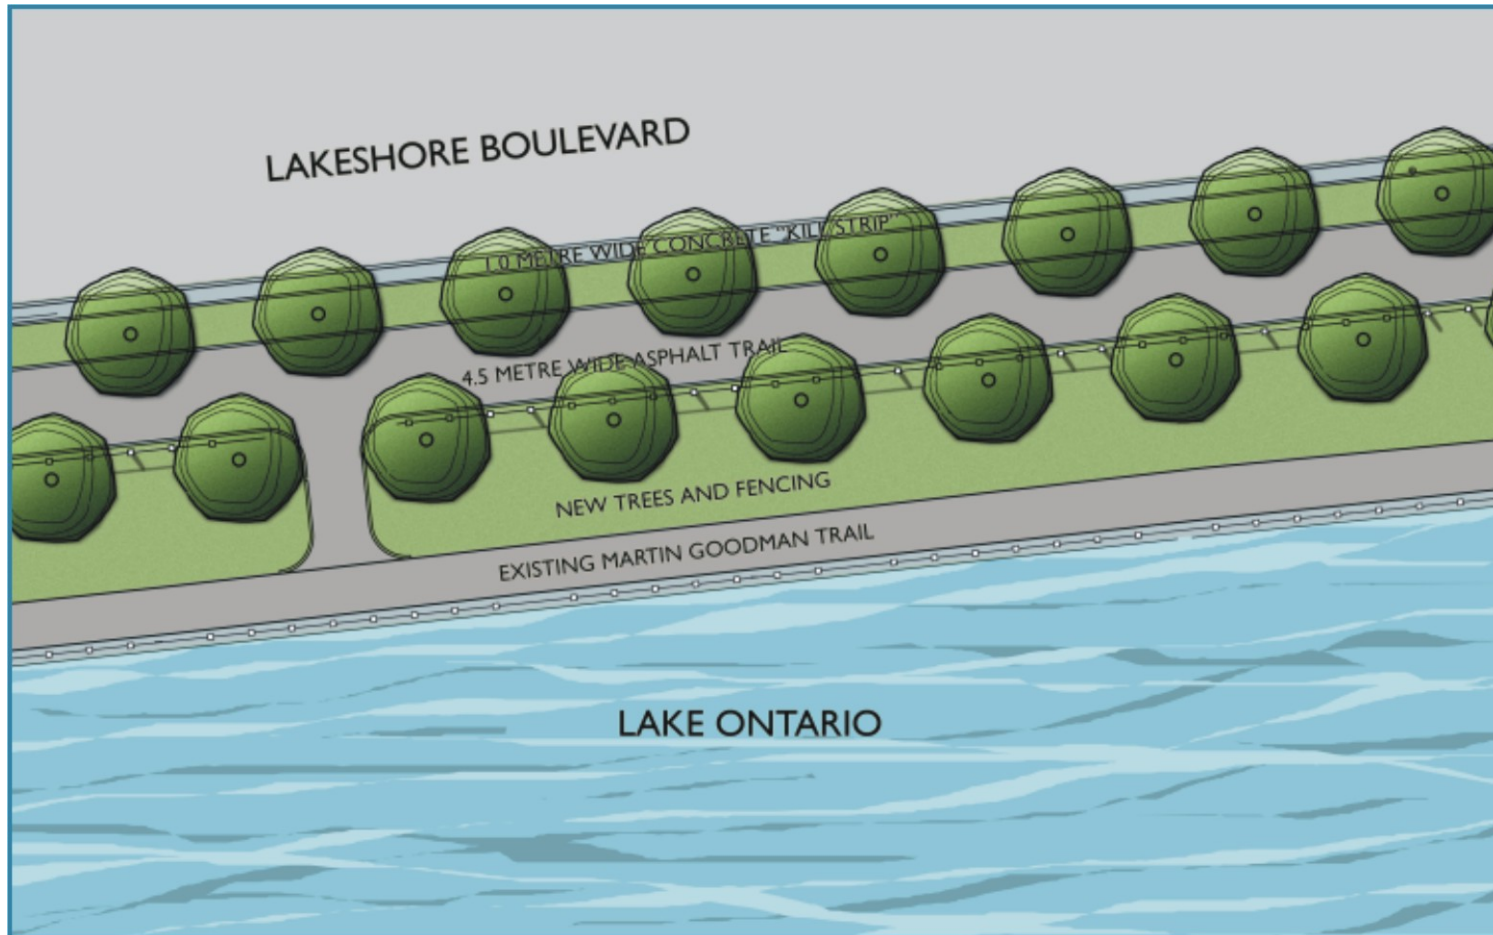 LAKESHORE BOULEVARD
1.0 METRE WIDE CONCRETE "KILL STRIP"
4.5 METRE WIDE ASPHALT TRAIL
NEW TREES AND FENCING
EXISTING MARTIN GOODMAN TRAIL
LAKE ONTARIO